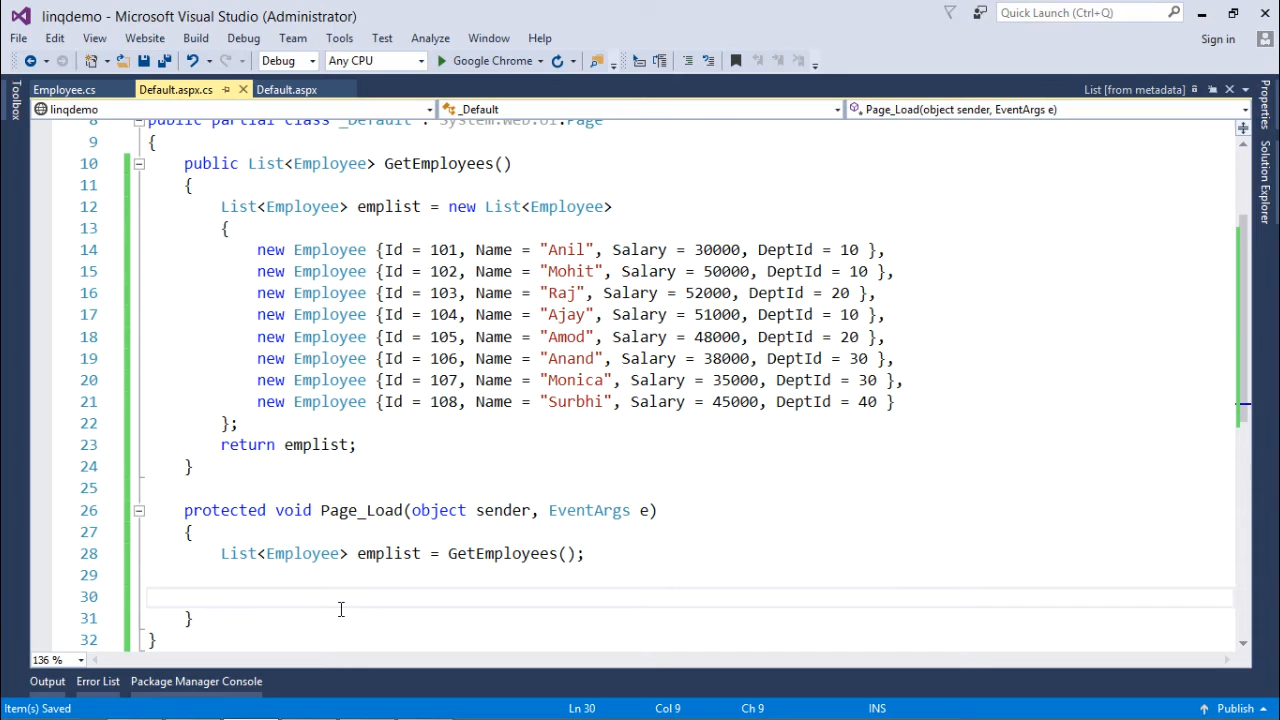 linqdemo - Microsoft Visual Studio (Administrator)
Quick Launch (Ctrl+Q)
File Edit View Website Build Debug Team Tools Test Analyze Window Help
Sign in
Debug Any CPU Google Chrome
Toolbox
Employee.cs Default.aspx.cs Default.aspx List [from metadata]
linqdemo _Default Page_Load(object sender, EventArgs e)
Properties
Solution Explorer
8 public partial class _Default : System.Web.UI.Page
9 {
10 public List<Employee> GetEmployees()
11 {
12 List<Employee> emplist = new List<Employee>
13 {
14 new Employee {Id = 101, Name = "Anil", Salary = 30000, DeptId = 10 },
15 new Employee {Id = 102, Name = "Mohit", Salary = 50000, DeptId = 10 },
16 new Employee {Id = 103, Name = "Raj", Salary = 52000, DeptId = 20 },
17 new Employee {Id = 104, Name = "Ajay", Salary = 51000, DeptId = 10 },
18 new Employee {Id = 105, Name = "Amod", Salary = 48000, DeptId = 20 },
19 new Employee {Id = 106, Name = "Anand", Salary = 38000, DeptId = 30 },
20 new Employee {Id = 107, Name = "Monica", Salary = 35000, DeptId = 30 },
21 new Employee {Id = 108, Name = "Surbhi", Salary = 45000, DeptId = 40 }
22 };
23 return emplist;
24 }
25
26 protected void Page_Load(object sender, EventArgs e)
27 {
28 List<Employee> emplist = GetEmployees();
29
30
31 }
32 }
136 %
Output Error List Package Manager Console
Item(s) Saved Ln 30 Col 9 Ch 9 INS Publish